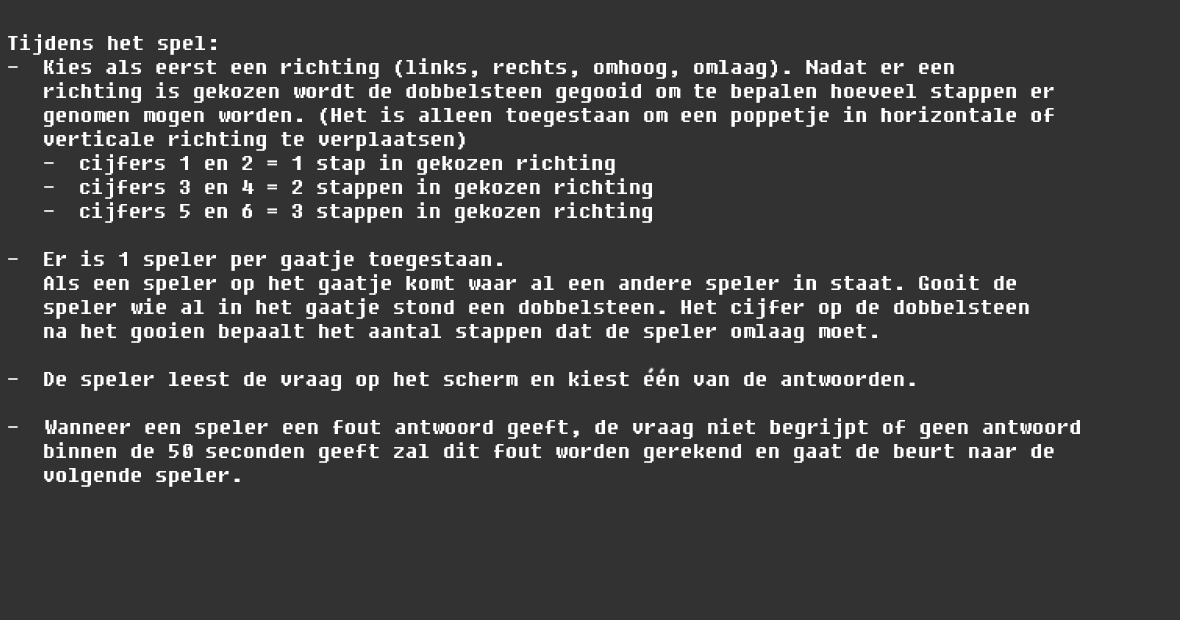 Tijdens het spel:
- Kies als eerst een richting (links, rechts, omhoog, omlaag). Nadat er een
richting is gekozen wordt de dobbelsteen gegooid om te bepalen hoeveel stappen er
genomen mogen worden. (Het is alleen toegestaan om een poppetje in horizontale of
verticale richting te verplaatsen)
- cijfers 1 en 2 = 1 stap in gekozen richting
- cijfers 3 en 4 = 2 stappen in gekozen richting
- cijfers 5 en 6 = 3 stappen in gekozen richting
- Er is 1 speler per gaatje toegestaan.
Als een speler op het gaatje komt waar al een andere speler in staat. Gooit de
speler wie al in het gaatje stond een dobbelsteen. Het cijfer op de dobbelsteen
na het gooien bepaalt het aantal stappen dat de speler omlaag moet.
- De speler leest de vraag op het scherm en kiest één van de antwoorden.
- Wanneer een speler een fout antwoord geeft, de vraag niet begrijpt of geen antwoord
binnen de 50 seconden geeft zal dit fout worden gerekend en gaat de beurt naar de
volgende speler.